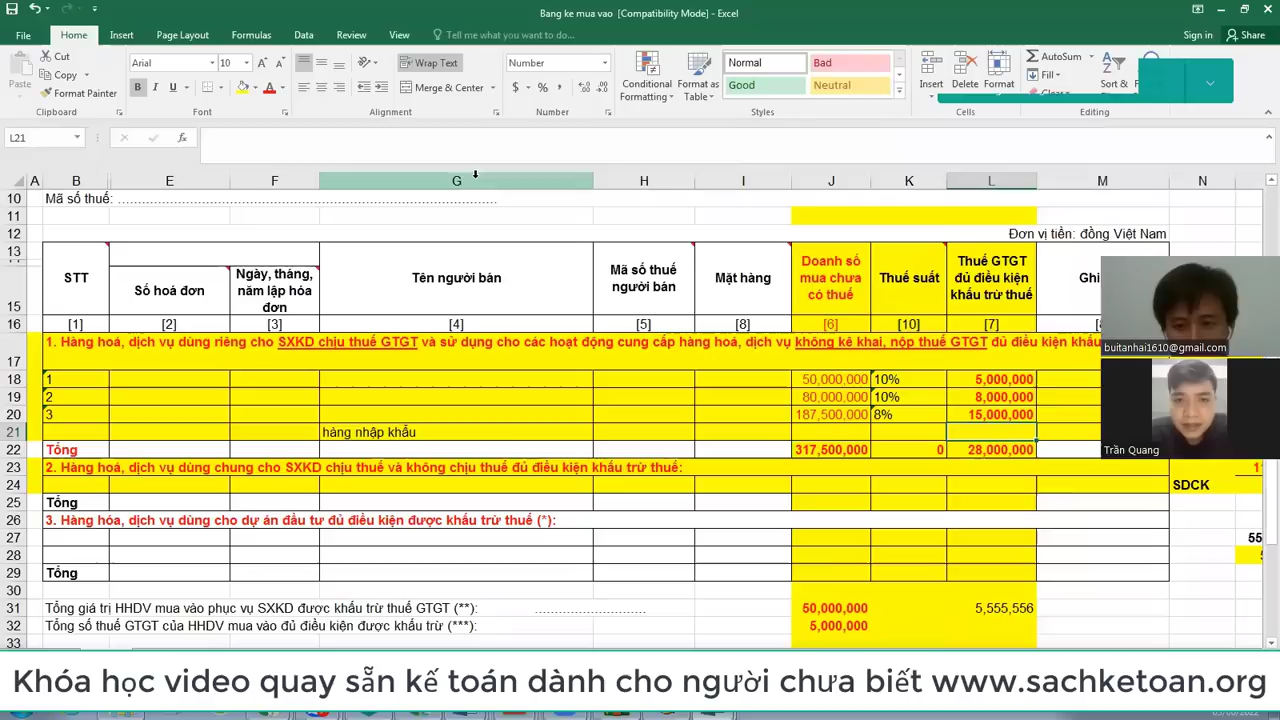 Bang ke mua vao [Compatibility Mode] - Excel
File Home Insert Page Layout Formulas Data Review View Tell me what you want to do... Sign in Share
Cut
Copy
Format Painter
Paste
Arial 10
B I U
Wrap Text
Merge & Center
Number
$ % ,
Conditional Formatting
Format as Table
Normal Bad
Good Neutral
Insert Delete Format
AutoSum
Fill
Clear
Sort &
Clipboard Font Alignment Number Styles Cells Editing
L21
A B E F G H I J K L M N
10 Mã số thuế:
11
12 Đơn vị tiền: đồng Việt Nam
13
15
STT
Số hoá đơn
Ngày, tháng, năm lập hóa đơn
Tên người bán
Mã số thuế người bán
Mặt hàng
Doanh số mua chưa có thuế
Thuế suất
Thuế GTGT đủ điều kiện khấu trừ thuế
Ghi
16 [1] [2] [3] [4] [5] [8] [6] [10] [7]
17 1. Hàng hoá, dịch vụ dùng riêng cho SXKD chịu thuế GTGT và sử dụng cho các hoạt động cung cấp hàng hoá, dịch vụ không kê khai, nộp thuế GTGT đủ điều kiện khấu
18 1 50,000,000 10% 5,000,000
19 2 80,000,000 10% 8,000,000
20 3 187,500,000 8% 15,000,000
21 hàng nhập khẩu
22 Tổng 317,500,000 0 28,000,000
23 2. Hàng hoá, dịch vụ dùng chung cho SXKD chịu thuế và không chịu thuế đủ điều kiện khấu trừ thuế:
24 SDCK
25 Tổng
26 3. Hàng hóa, dịch vụ dùng cho dự án đầu tư đủ điều kiện được khấu trừ thuế (*):
27 55
28
29 Tổng
30
31 Tổng giá trị HHDV mua vào phục vụ SXKD được khấu trừ thuế GTGT (**): 50,000,000 5,555,556
32 Tổng số thuế GTGT của HHDV mua vào đủ điều kiện được khấu trừ (***): 5,000,000
33
buitanhai1610@gmail.com
Trần Quang
Khóa học video quay sẵn kế toán dành cho người chưa biết www.sachketoan.org